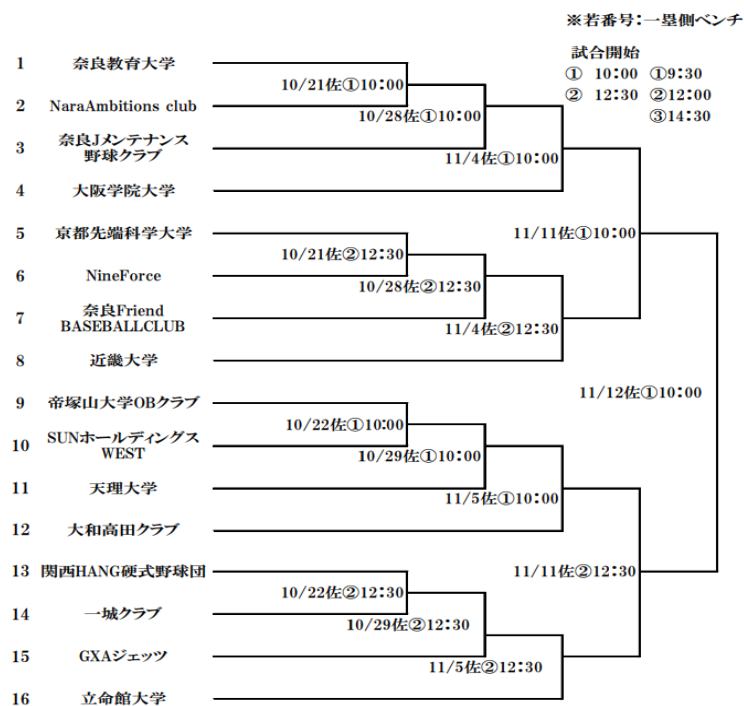 ※若番号：一塁側ベンチ
試合開始
① 10:00 ①9:30
② 12:30 ②12:00
③14:30
1 奈良教育大学
10/21佐①10:00
2 NaraAmbitions club
10/28佐①10:00
3 奈良Jメンテナンス
野球クラブ
11/4佐①10:00
4 大阪学院大学
11/11佐①10:00
5 京都先端科学大学
10/21佐②12:30
6 NineForce
10/28佐②12:30
7 奈良Friend
BASEBALLCLUB
11/4佐②12:30
8 近畿大学
11/12佐①10:00
9 帝塚山大学OBクラブ
10/22佐①10:00
10 SUNホールディングス
WEST
10/29佐①10:00
11 天理大学
11/5佐①10:00
12 大和高田クラブ
11/11佐②12:30
13 関西HANG硬式野球団
10/22佐②12:30
14 一城クラブ
10/29佐②12:30
15 GXAジェッツ
11/5佐②12:30
16 立命館大学